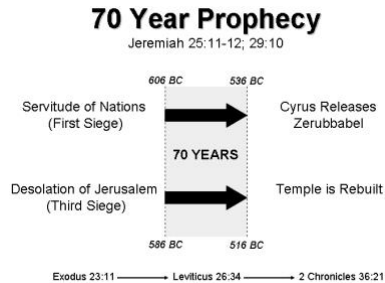 70 Year Prophecy
Jeremiah 25:11-12; 29:10
606 BC 536 BC
Servitude of Nations
(First Siege)
Cyrus Releases
Zerubbabel
70 YEARS
Desolation of Jerusalem
(Third Siege)
Temple is Rebuilt
586 BC 516 BC
Exodus 23:11 Leviticus 26:34 2 Chronicles 36:21